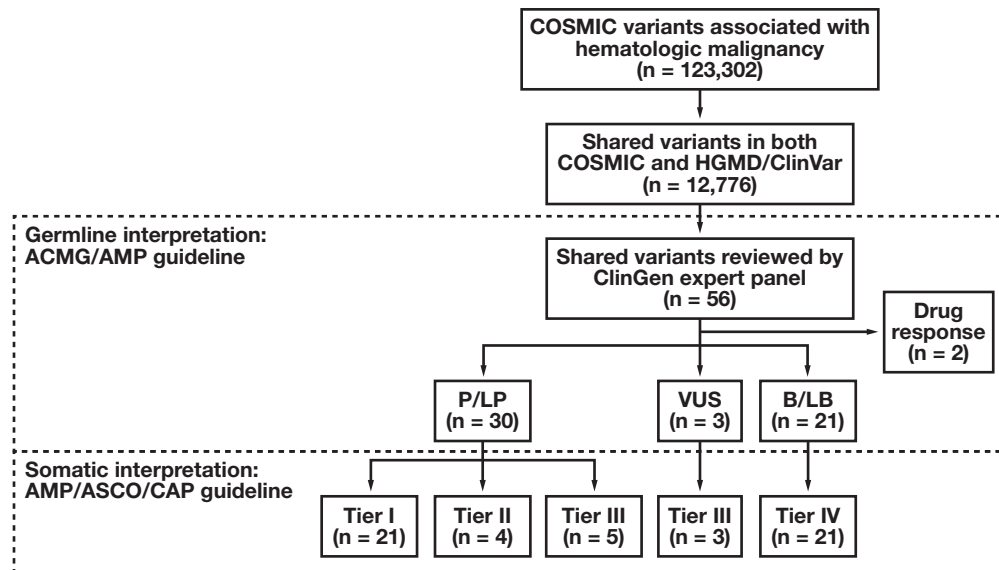 COSMIC variants associated with
hematologic malignancy
(n = 123,302)
Shared variants in both
COSMIC and HGMD/ClinVar
(n = 12,776)
Germline interpretation:
ACMG/AMP guideline
Shared variants reviewed by
ClinGen expert panel
(n = 56)
Drug
response
(n = 2)
P/LP
(n = 30)
VUS
(n = 3)
B/LB
(n = 21)
Somatic interpretation:
AMP/ASCO/CAP guideline
Tier I
(n = 21)
Tier II
(n = 4)
Tier III
(n = 5)
Tier III
(n = 3)
Tier IV
(n = 21)